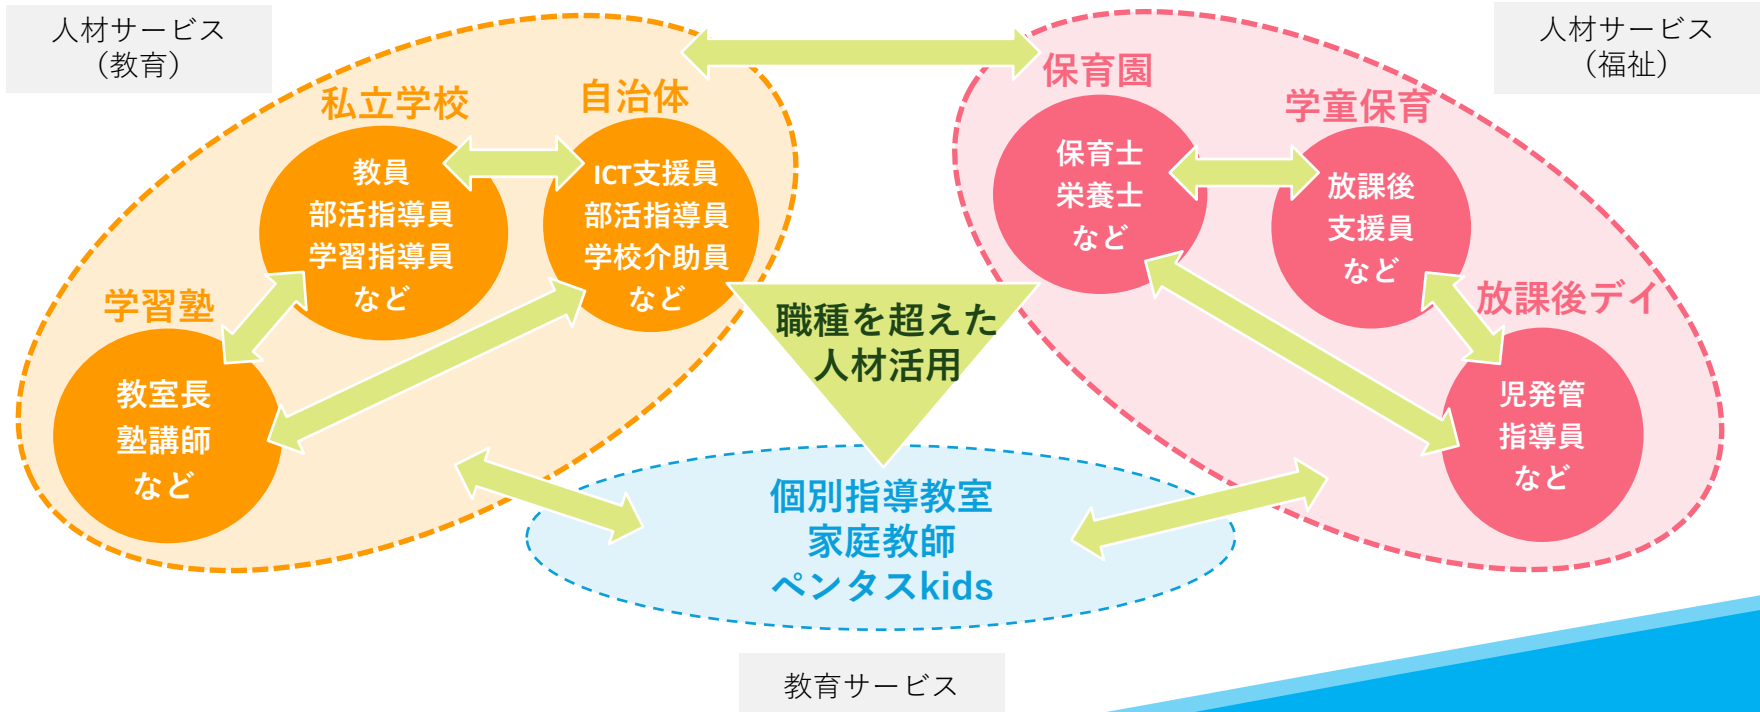 人材サービス
（教育）
人材サービス
（福祉）
私立学校
教員
部活指導員
学習指導員
など
自治体
ICT支援員
部活指導員
学校介助員
など
学習塾
教室長
塾講師
など
保育園
保育士
栄養士
など
学童保育
放課後
支援員
など
放課後デイ
児発管
指導員
など
職種を超えた
人材活用
個別指導教室
家庭教師
ペンタスkids
教育サービス